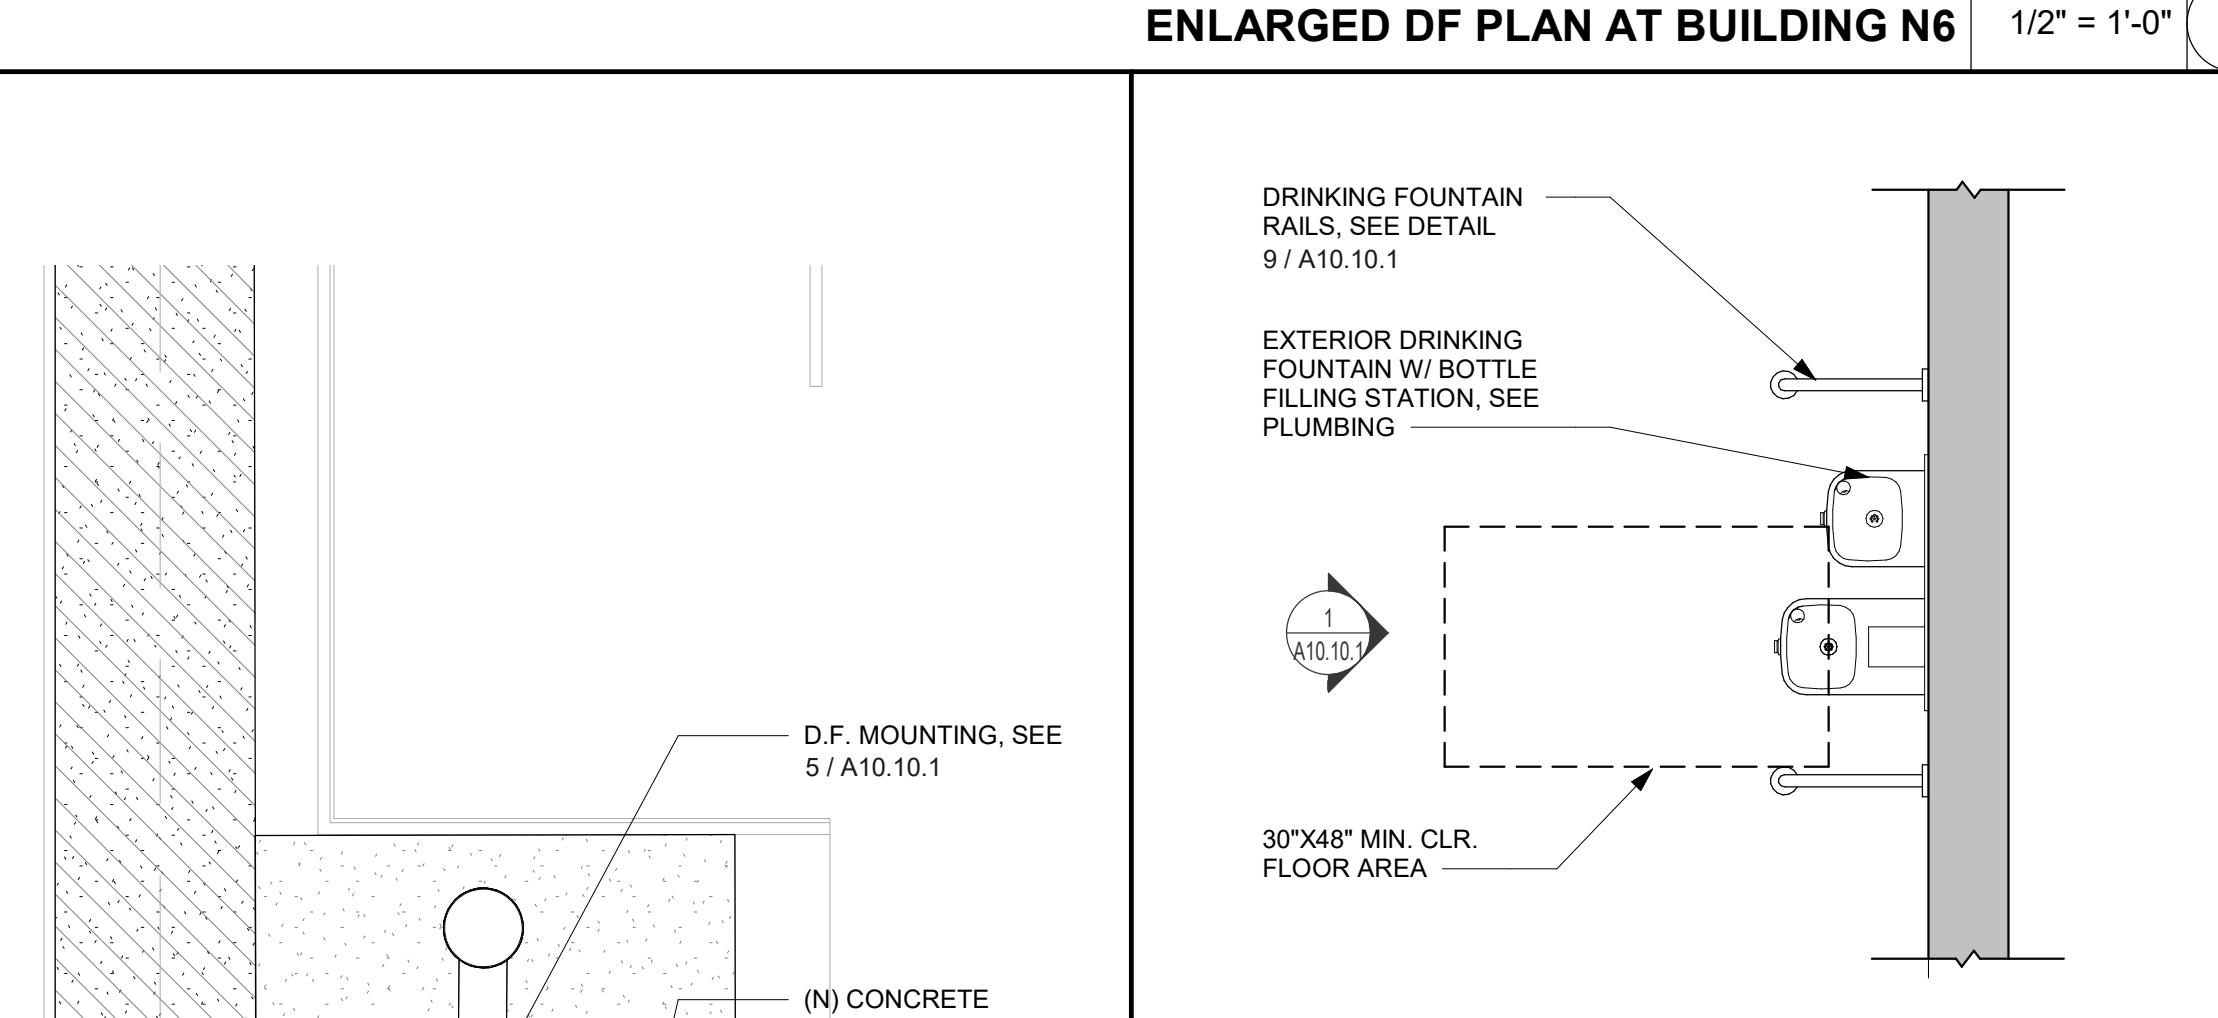 ENLARGED DF PLAN AT BUILDING N6
1/2" = 1'-0"
DRINKING FOUNTAIN
RAILS, SEE DETAIL
9 / A10.10.1
EXTERIOR DRINKING
FOUNTAIN W/ BOTTLE
FILLING STATION, SEE
PLUMBING
1
A10.10.1
30"X48" MIN. CLR.
FLOOR AREA
D.F. MOUNTING, SEE
5 / A10.10.1
(N) CONCRETE